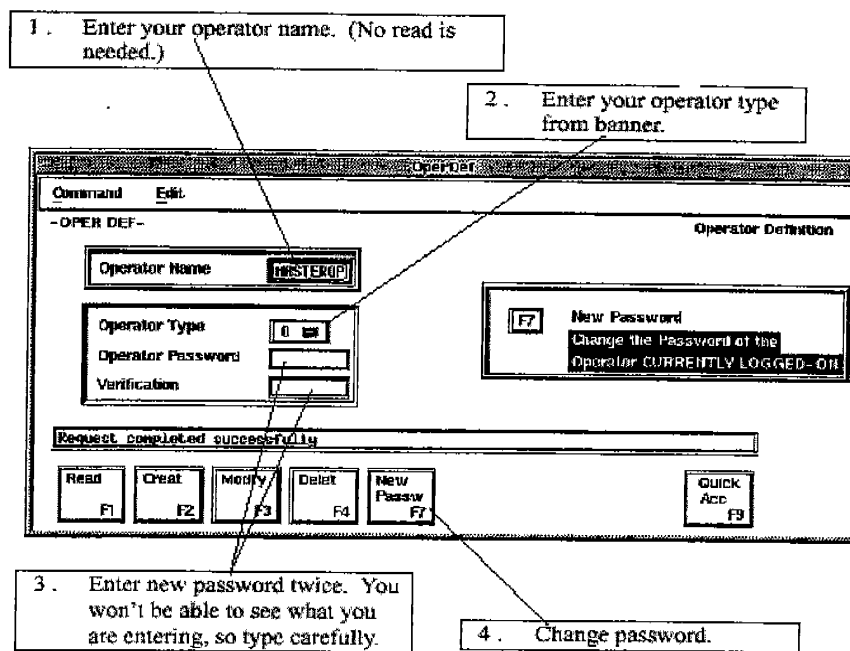 1. Enter your operator name. (No read is
needed.)
2. Enter your operator type
from banner.
OperDef
Command Edit
-OPER DEF-
Operator Definition
Operator Name MASTEROP
Operator Type 0
Operator Password
Verification
F7 New Password
Change the Password of the
Operator CURRENTLY LOGGED-ON
Request completed successfully
Read
F1
Creat
F2
Modify
F3
Delet
F4
New
Passw
F7
Quick
Acc
F9
3. Enter new password twice. You
won't be able to see what you
are entering, so type carefully.
4. Change password.